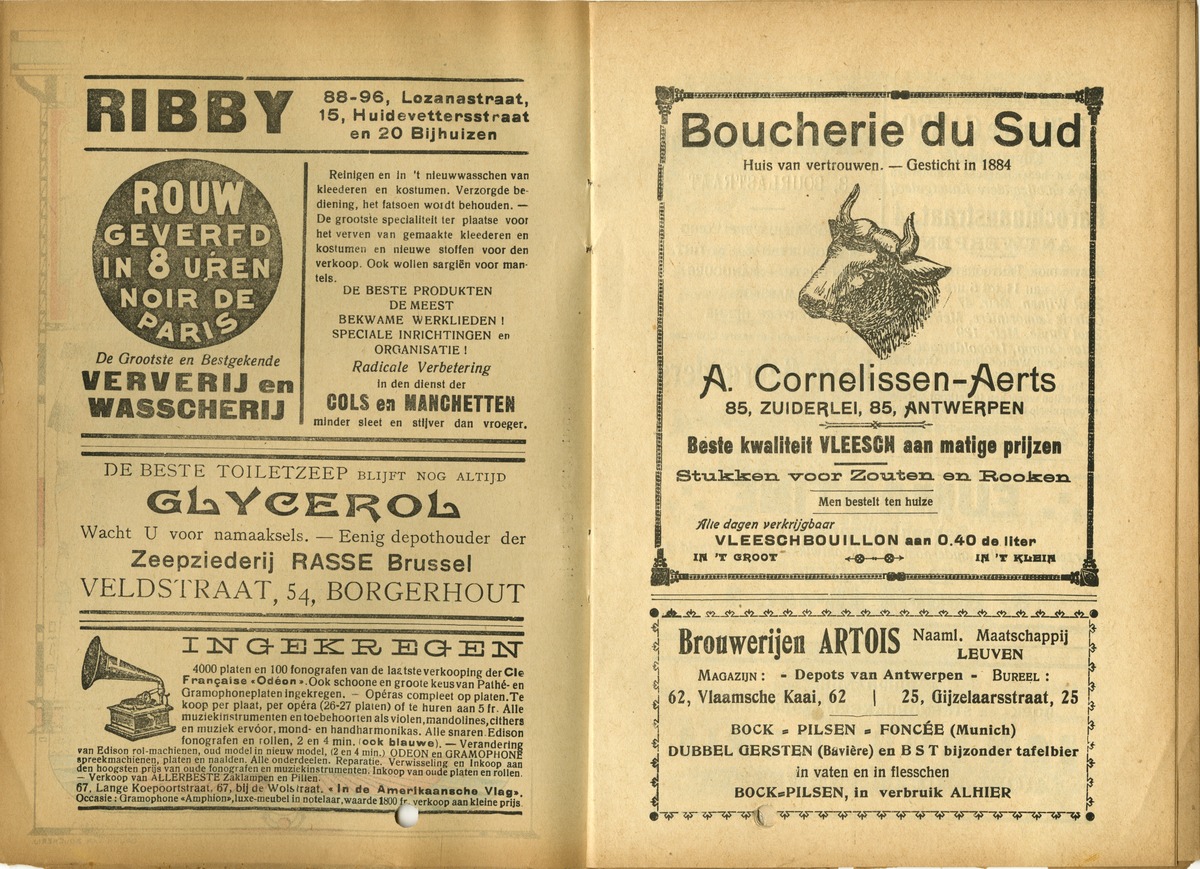 RIBBY
88-96, Lozanastraat,
15, Huidevettersstraat
en 20 Bijhuizen
ROUW
GEVERFD
IN 8 UREN
NOIR DE
PARIS
De Grootste en Bestgekende
VERVERIJ en
WASSCHERIJ
Reinigen en in 't nieuwwasschen van
kleederen en kostumen. Verzorgde be-
diening, het fatsoen wordt behouden. —
De grootste specialiteit ter plaatse voor
het verven van gemaakte kleederen en
kostumen en nieuwe stoffen voor den
verkoop. Ook wollen sargiën voor man-
tels.
DE BESTE PRODUKTEN
DE MEEST
BEKWAME WERKLIEDEN !
SPECIALE INRICHTINGEN en
ORGANISATIE !
Radicale Verbetering
in den dienst der
COLS en MANCHETTEN
minder sleet en stijver dan vroeger.
DE BESTE TOILETZEEP BLIJFT NOG ALTIJD
GLYCEROL
Wacht U voor namaaksels. — Eenig depothouder der
Zeepziederij RASSE Brussel
VELDSTRAAT, 54, BORGERHOUT
INGEKREGEN
4000 platen en 100 fonografen van de laatste verkooping der Cie
Française «Odéon». Ook schoone en groote keus van Pathé- en
Gramophoneplaten ingekregen. — Opéras compleet op platen. Te
koop per plaat, per opéra (26-27 platen) of te huren aan 5 fr. Alle
muziekinstrumenten en toebehoorten als violen, mandolines, cithers
en muziek ervóór, mond- en handharmonikas. Alle snaren. Edison
fonografen en rollen, 2 en 4 min. (ook blauwe). — Verandering
van Edison rol-machienen, oud model in nieuw model, (2 en 4 min.) ODEON en GRAMOPHONE
spreekmachienen, platen en naalden. Alle onderdeelen. Reparatie. Verwisseling en Inkoop aan
den hoogsten prijs van oude fonografen en muziekinstrumenten. Inkoop van oude platen en rollen.
— Verkoop van ALLERBESTE Zaklampen en Pillen.
67, Lange Koepoortstraat, 67, bij de Wolstraat. « In de Amerikaansche Vlag».
Occasie : Gramophone «Amphion», luxe-meubel in notelaar, waarde 1800 fr. verkoop aan kleine prijs.
Boucherie du Sud
Huis van vertrouwen. — Gesticht in 1884
A. Cornelissen-Aerts
85, ZUIDERLEI, 85, ANTWERPEN
Beste kwaliteit VLEESCH aan matige prijzen
Stukken voor Zouten en Rooken
Men bestelt ten huize
Alle dagen verkrijgbaar
VLEESCHBOUILLON aan 0.40 de liter
IN 'T GROOT IN 'T KLEIN
Brouwerijen ARTOIS Naaml. Maatschappij
LEUVEN
MAGAZIJN : - Depots van Antwerpen - BUREEL :
62, Vlaamsche Kaai, 62 | 25, Gijzelaarsstraat, 25
BOCK = PILSEN = FONCÉE (Munich)
DUBBEL GERSTEN (Bavière) en B S T bijzonder tafelbier
in vaten en in flesschen
BOCK=PILSEN, in verbruik ALHIER